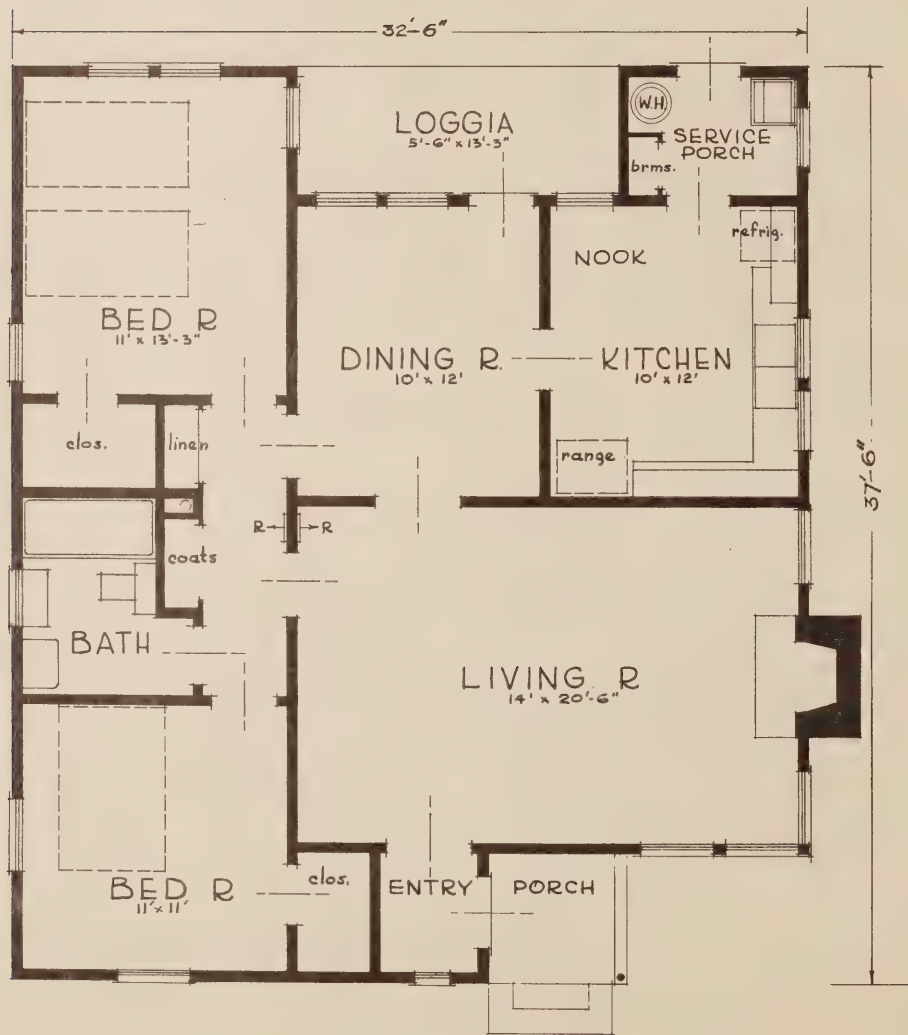 32'-6"
LOGGIA
5'-6" x 13'-3"
W.H.
SERVICE
PORCH
brms.
refrig.
NOOK
BED R
11' x 13'-3"
DINING R.
10' x 12'
KITCHEN
10' x 12'
clos.
linen
range
37'-6"
R R
coats
BATH
LIVING R
14' x 20'-6"
BED R
11' x 11'
clos.
ENTRY
PORCH